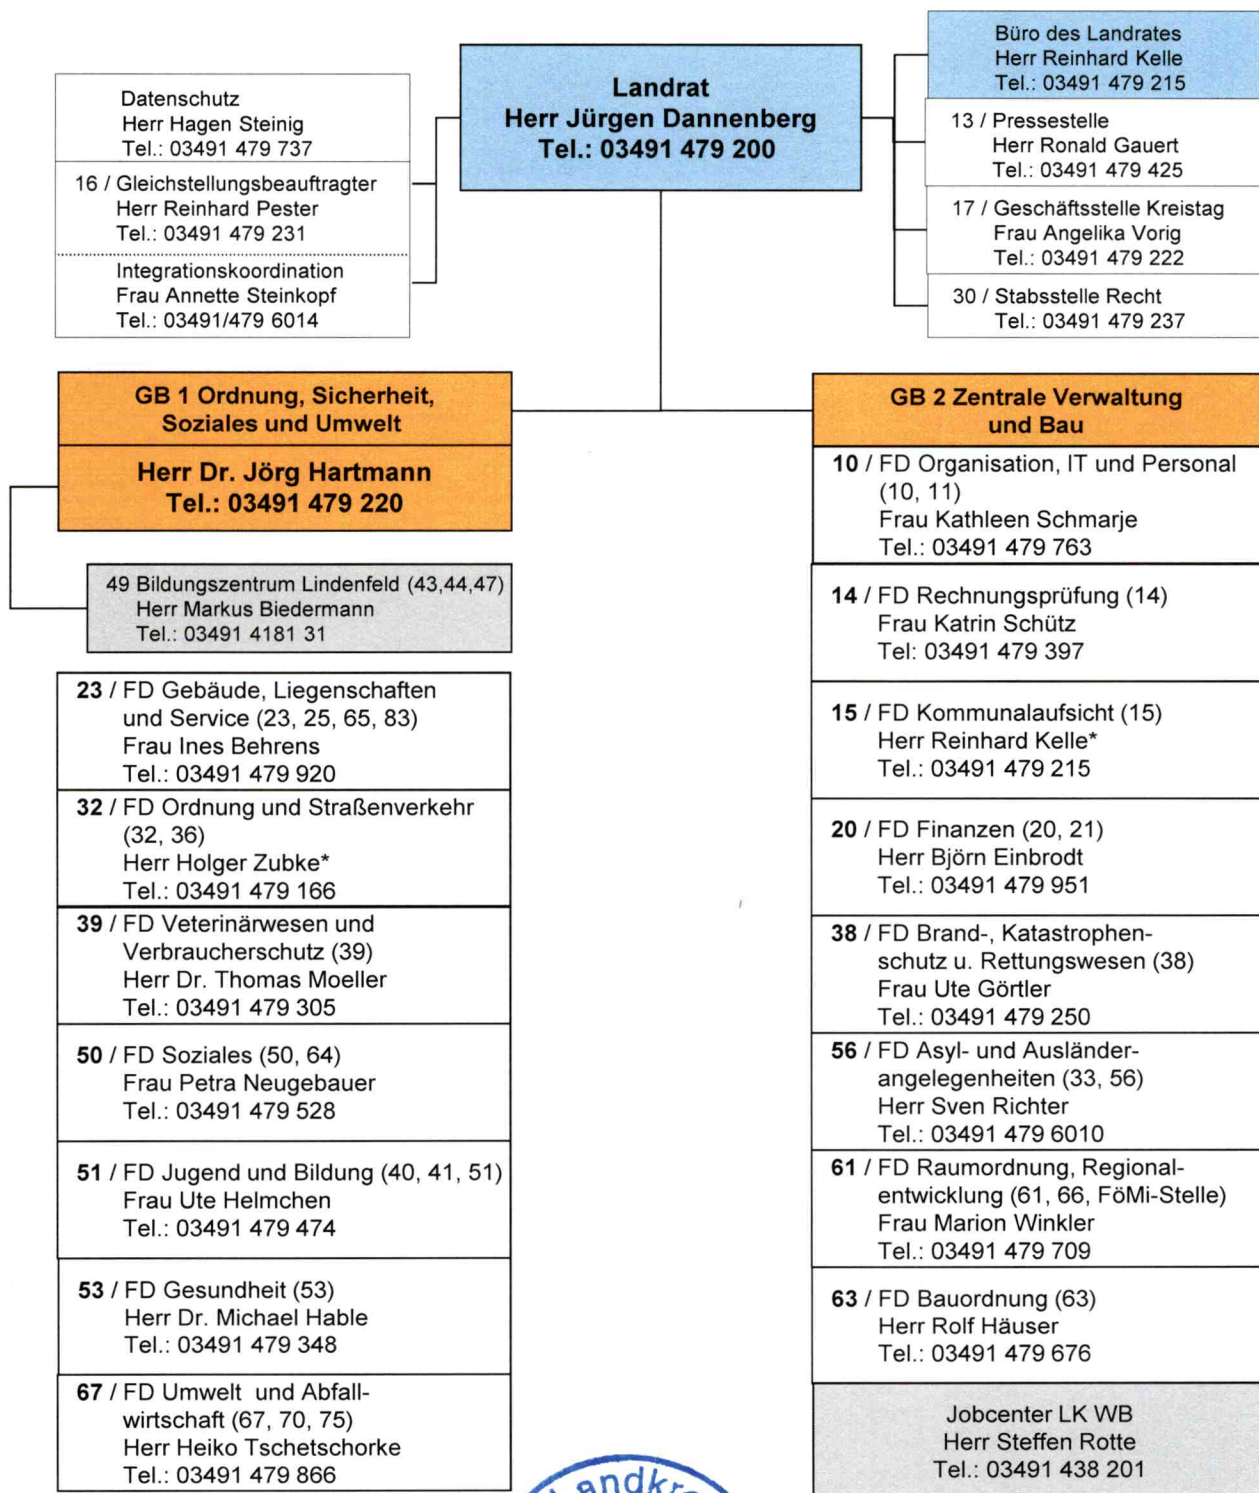 Landrat
Herr Jürgen Dannenberg
Tel.: 03491 479 200
Datenschutz
Herr Hagen Steinig
Tel.: 03491 479 737
16 / Gleichstellungsbeauftragter
Herr Reinhard Pester
Tel.: 03491 479 231
Integrationskoordination
Frau Annette Steinkopf
Tel.: 03491/479 6014
Büro des Landrates
Herr Reinhard Kelle
Tel.: 03491 479 215
13 / Pressestelle
Herr Ronald Gauert
Tel.: 03491 479 425
17 / Geschäftsstelle Kreistag
Frau Angelika Vorig
Tel.: 03491 479 222
30 / Stabsstelle Recht
Tel.: 03491 479 237
GB 1 Ordnung, Sicherheit,
Soziales und Umwelt
Herr Dr. Jörg Hartmann
Tel.: 03491 479 220
49 Bildungszentrum Lindenfeld (43,44,47)
Herr Markus Biedermann
Tel.: 03491 4181 31
23 / FD Gebäude, Liegenschaften
und Service (23, 25, 65, 83)
Frau Ines Behrens
Tel.: 03491 479 920
32 / FD Ordnung und Straßenverkehr
(32, 36)
Herr Holger Zubke*
Tel.: 03491 479 166
39 / FD Veterinärwesen und
Verbraucherschutz (39)
Herr Dr. Thomas Moeller
Tel.: 03491 479 305
50 / FD Soziales (50, 64)
Frau Petra Neugebauer
Tel.: 03491 479 528
51 / FD Jugend und Bildung (40, 41, 51)
Frau Ute Helmchen
Tel.: 03491 479 474
53 / FD Gesundheit (53)
Herr Dr. Michael Hable
Tel.: 03491 479 348
67 / FD Umwelt und Abfall-
wirtschaft (67, 70, 75)
Herr Heiko Tschetschorke
Tel.: 03491 479 866
GB 2 Zentrale Verwaltung
und Bau
10 / FD Organisation, IT und Personal
(10, 11)
Frau Kathleen Schmarje
Tel.: 03491 479 763
14 / FD Rechnungsprüfung (14)
Frau Katrin Schütz
Tel: 03491 479 397
15 / FD Kommunalaufsicht (15)
Herr Reinhard Kelle*
Tel.: 03491 479 215
20 / FD Finanzen (20, 21)
Herr Björn Einbrodt
Tel.: 03491 479 951
38 / FD Brand-, Katastrophen-
schutz u. Rettungswesen (38)
Frau Ute Görtler
Tel.: 03491 479 250
56 / FD Asyl- und Ausländer-
angelegenheiten (33, 56)
Herr Sven Richter
Tel.: 03491 479 6010
61 / FD Raumordnung, Regional-
entwicklung (61, 66, FöMi-Stelle)
Frau Marion Winkler
Tel.: 03491 479 709
63 / FD Bauordnung (63)
Herr Rolf Häuser
Tel.: 03491 479 676
Jobcenter LK WB
Herr Steffen Rotte
Tel.: 03491 438 201